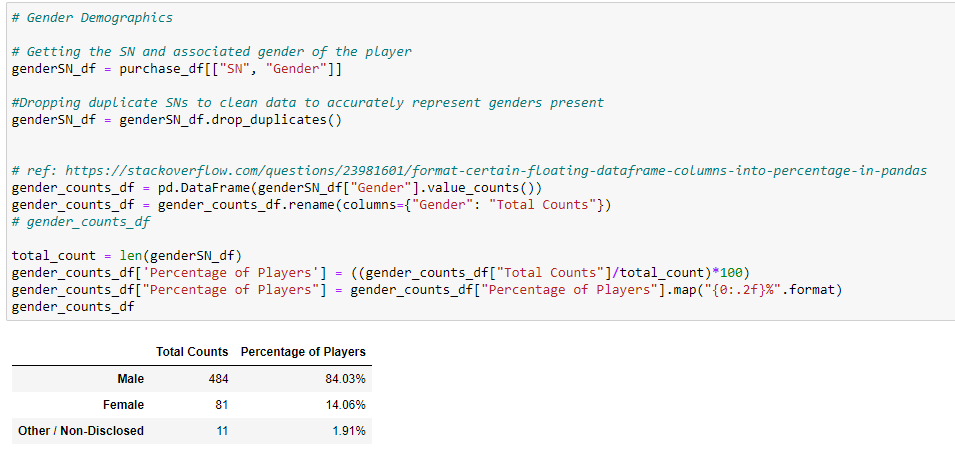 # Gender Demographics
# Getting the SN and associated gender of the player
genderSN_df = purchase_df[["SN", "Gender"]]
#Dropping duplicate SNs to clean data to accurately represent genders present
genderSN_df = genderSN_df.drop_duplicates()
# ref: https://stackoverflow.com/questions/23981601/format-certain-floating-dataframe-columns-into-percentage-in-pandas
gender_counts_df = pd.DataFrame(genderSN_df["Gender"].value_counts())
gender_counts_df = gender_counts_df.rename(columns={"Gender": "Total Counts"})
# gender_counts_df
total_count = len(genderSN_df)
gender_counts_df['Percentage of Players'] = ((gender_counts_df["Total Counts"]/total_count)*100)
gender_counts_df["Percentage of Players"] = gender_counts_df["Percentage of Players"].map("{0:.2f}%".format)
gender_counts_df
Total Counts Percentage of Players
Male 484 84.03%
Female 81 14.06%
Other / Non-Disclosed 11 1.91%